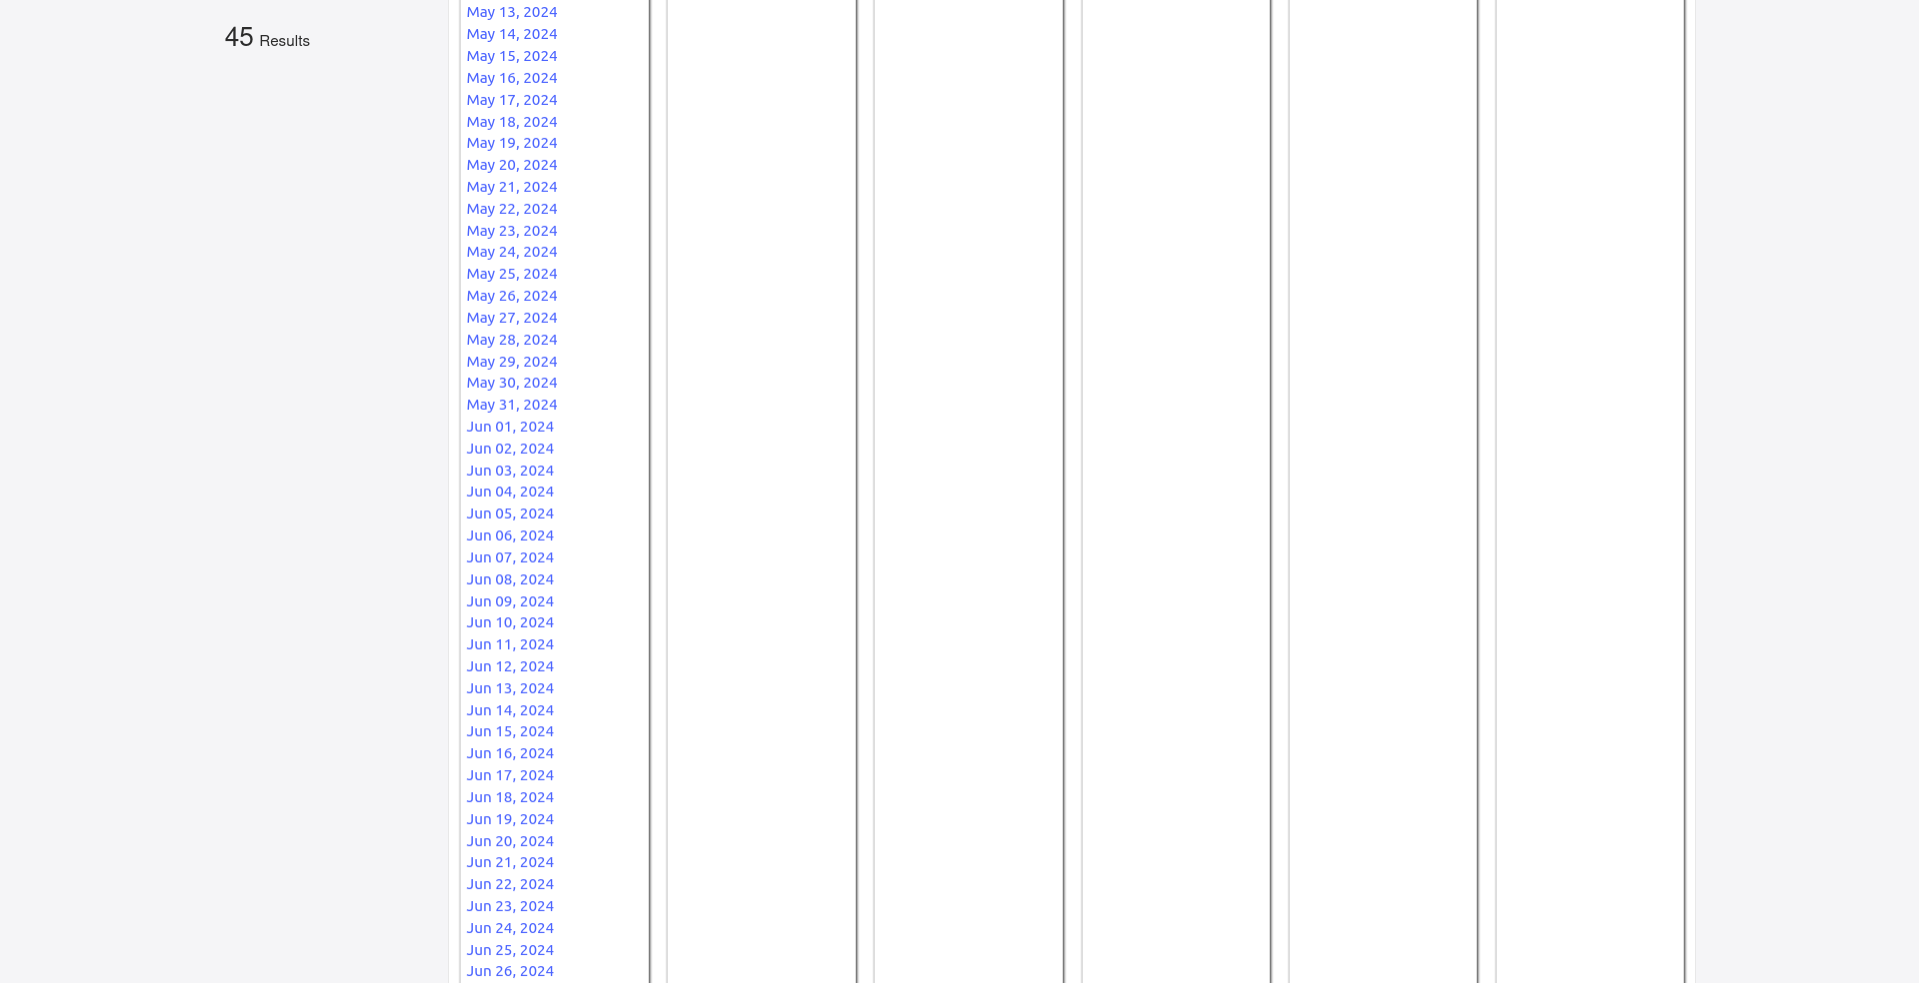 45 Results
May 13, 2024
May 14, 2024
May 15, 2024
May 16, 2024
May 17, 2024
May 18, 2024
May 19, 2024
May 20, 2024
May 21, 2024
May 22, 2024
May 23, 2024
May 24, 2024
May 25, 2024
May 26, 2024
May 27, 2024
May 28, 2024
May 29, 2024
May 30, 2024
May 31, 2024
Jun 01, 2024
Jun 02, 2024
Jun 03, 2024
Jun 04, 2024
Jun 05, 2024
Jun 06, 2024
Jun 07, 2024
Jun 08, 2024
Jun 09, 2024
Jun 10, 2024
Jun 11, 2024
Jun 12, 2024
Jun 13, 2024
Jun 14, 2024
Jun 15, 2024
Jun 16, 2024
Jun 17, 2024
Jun 18, 2024
Jun 19, 2024
Jun 20, 2024
Jun 21, 2024
Jun 22, 2024
Jun 23, 2024
Jun 24, 2024
Jun 25, 2024
Jun 26, 2024